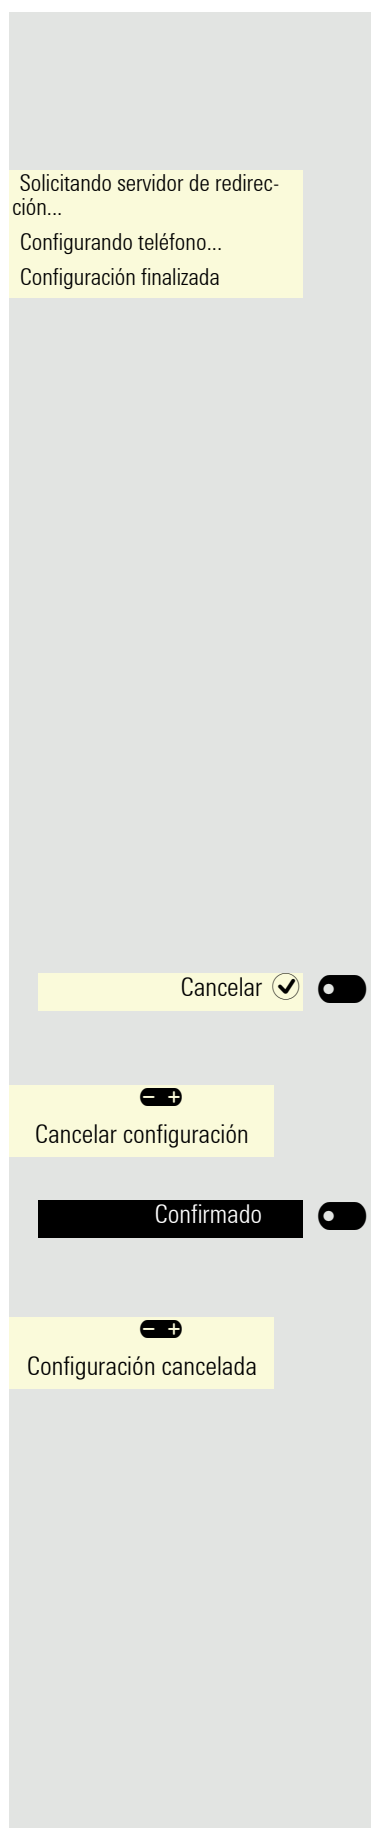 Solicitando servidor de redirec-
ción...
Configurando teléfono...
Configuración finalizada
Cancelar
- +
Cancelar configuración
Confirmado
- +
Configuración cancelada